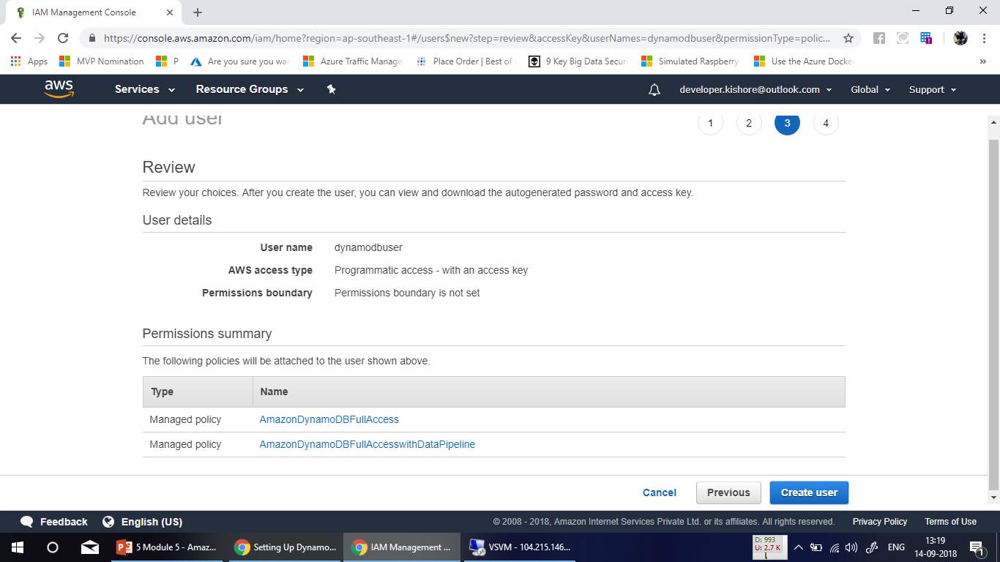 IAM Management Console
https://console.aws.amazon.com/iam/home?region=ap-southeast-1#/users$new?step=review&accessKey&userNames=dynamodbuser&permissionType=polic...
Apps MVP Nomination P Are you sure you wan Azure Traffic Manage Place Order | Best of 9 Key Big Data Securi Simulated Raspberry Use the Azure Docke »
aws Services Resource Groups developer.kishore@outlook.com Global Support
Add user 1 2 3 4
Review
Review your choices. After you create the user, you can view and download the autogenerated password and access key.
User details
User name dynamodbuser
AWS access type Programmatic access - with an access key
Permissions boundary Permissions boundary is not set
Permissions summary
The following policies will be attached to the user shown above.
Type Name
Managed policy AmazonDynamoDBFullAccess
Managed policy AmazonDynamoDBFullAccesswithDataPipeline
Cancel Previous Create user
Feedback English (US) © 2008 - 2018, Amazon Internet Services Private Ltd. or its affiliates. All rights reserved. Privacy Policy Terms of Use
5 Module 5 - Amaz... Setting Up Dynamo... IAM Management ... VSVM - 104.215.146... D: 993 ENG 13:19
U: 2.7 K 14-09-2018 1